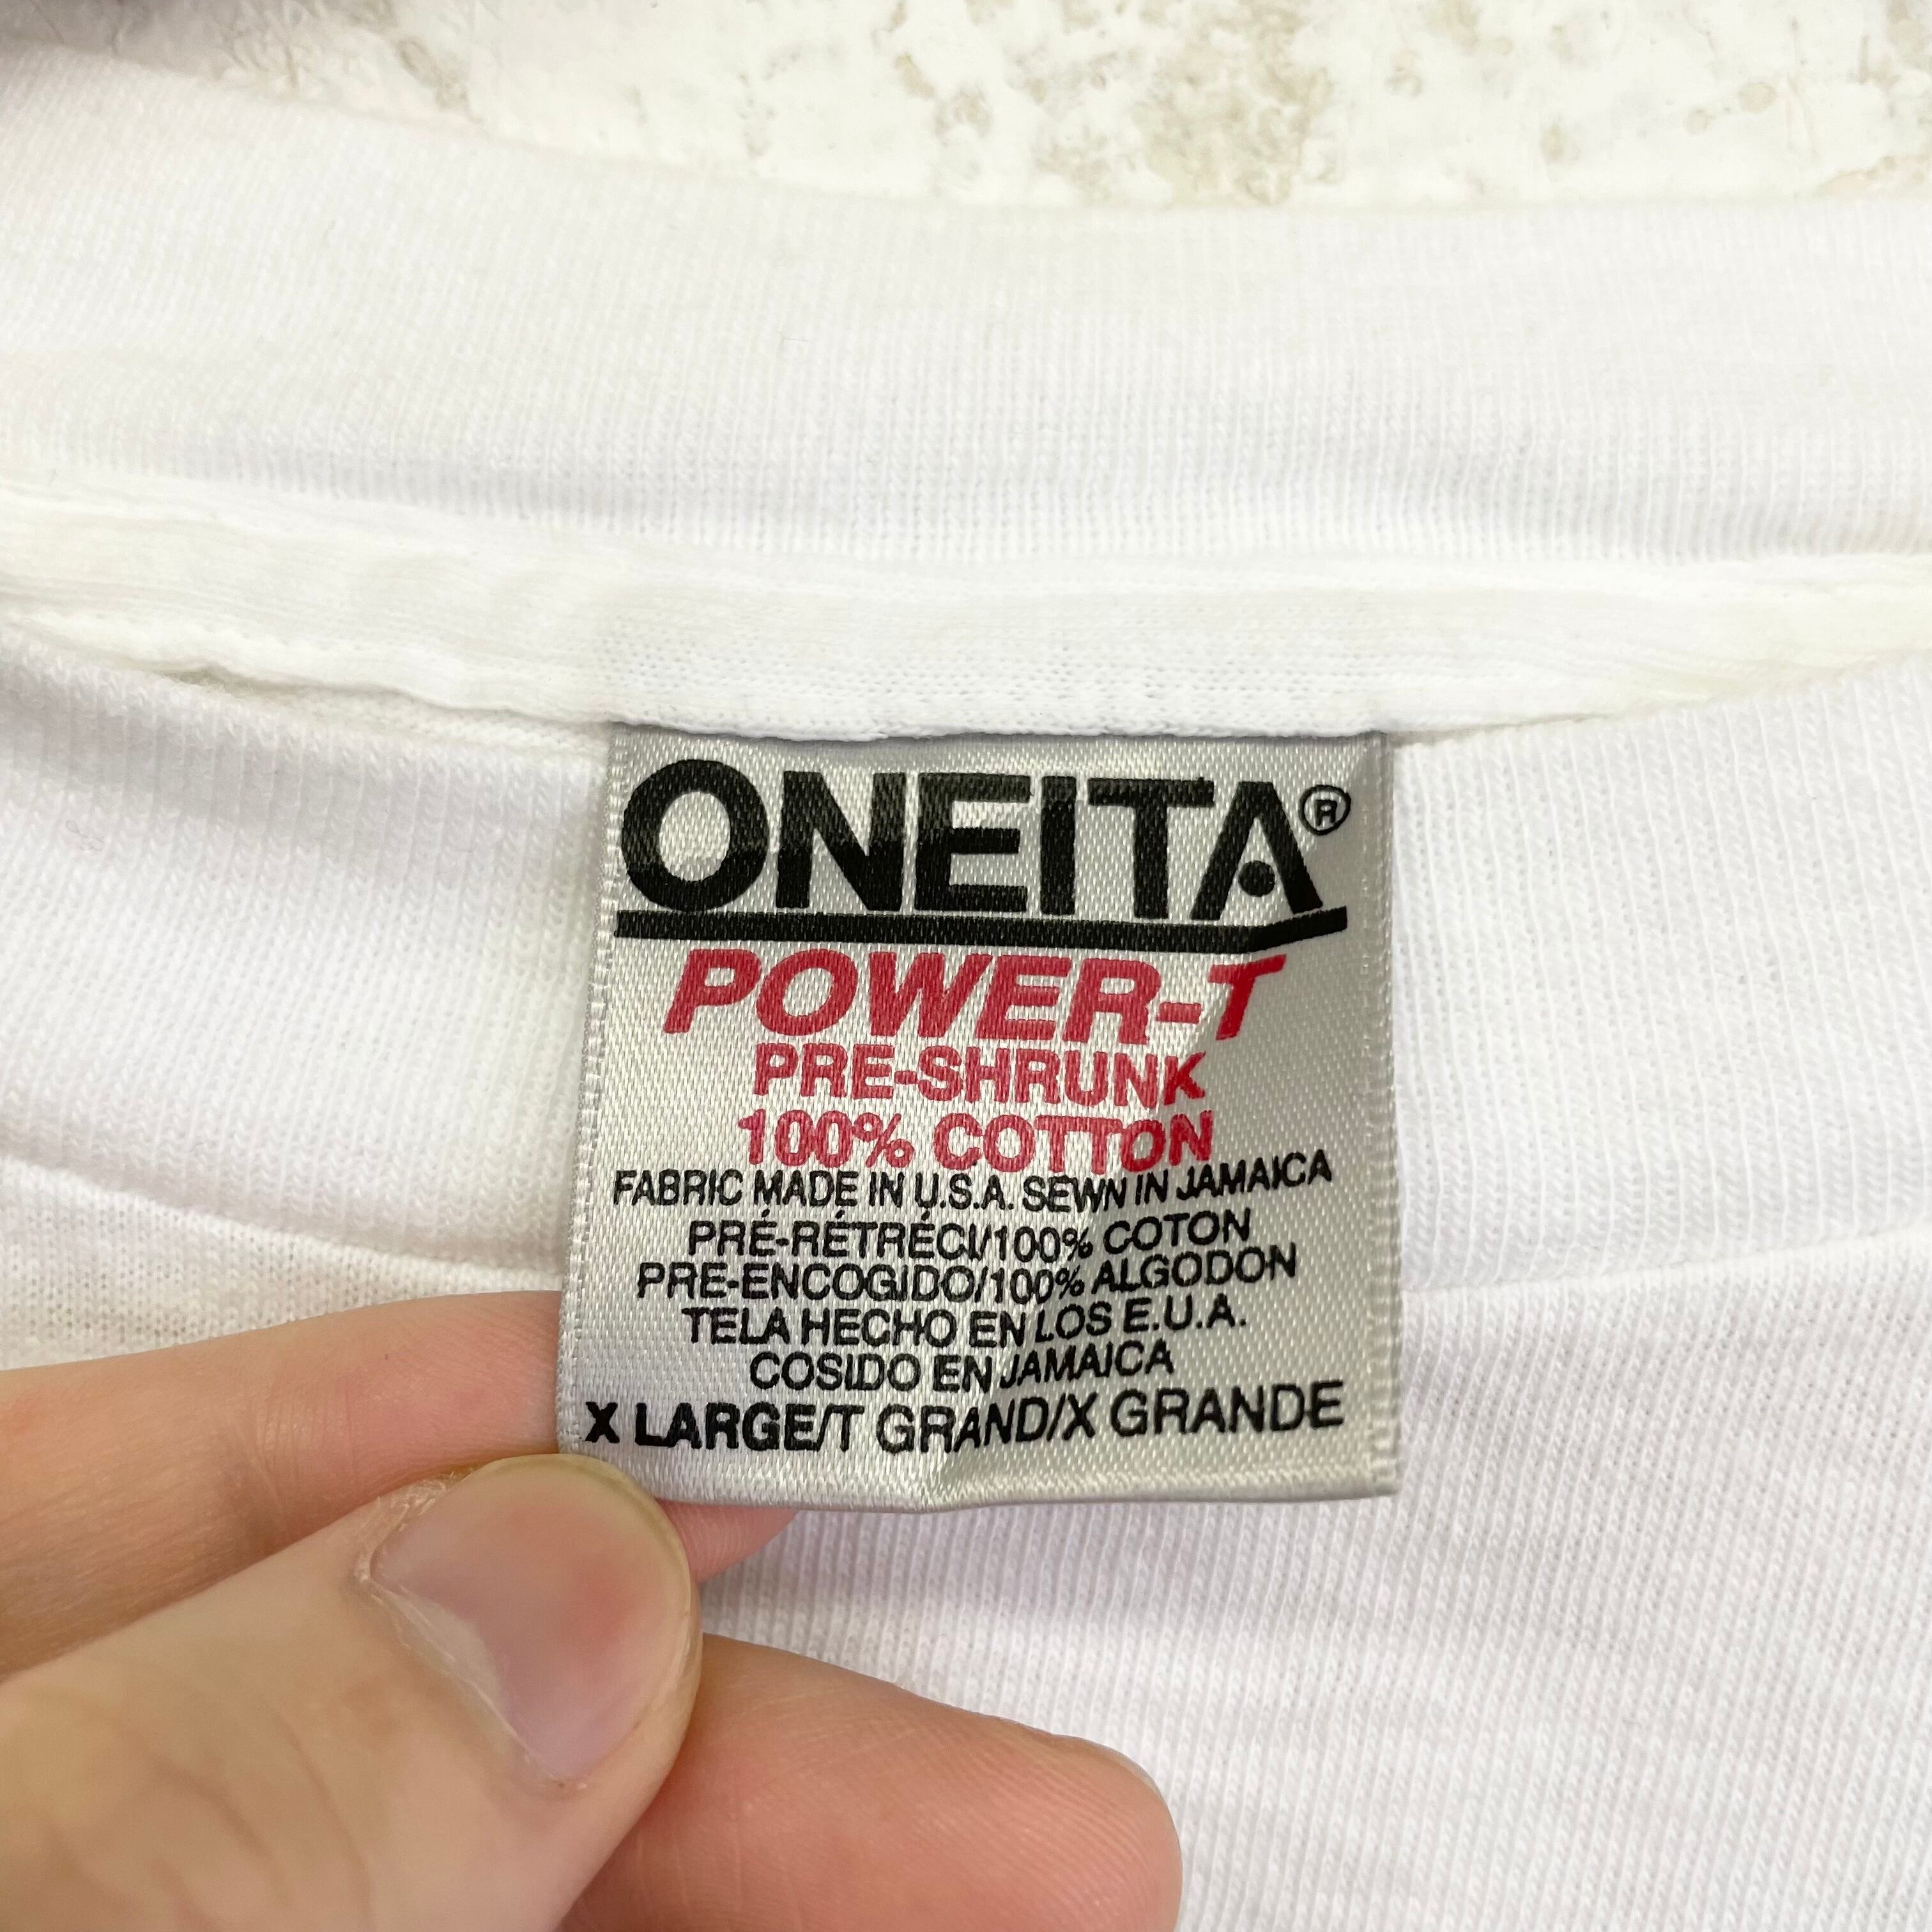 ONEITA®
POWER-T
PRE-SHRUNK
100% COTTON
FABRIC MADE IN U.S.A. SEWN IN JAMAICA
PRÉ-RÉTRÉCI/100% COTON
PRE-ENCOGIDO/100% ALGODON
TELA HECHO EN LOS E.U.A.
COSIDO EN JAMAICA
X LARGE/T GRAND/X GRANDE